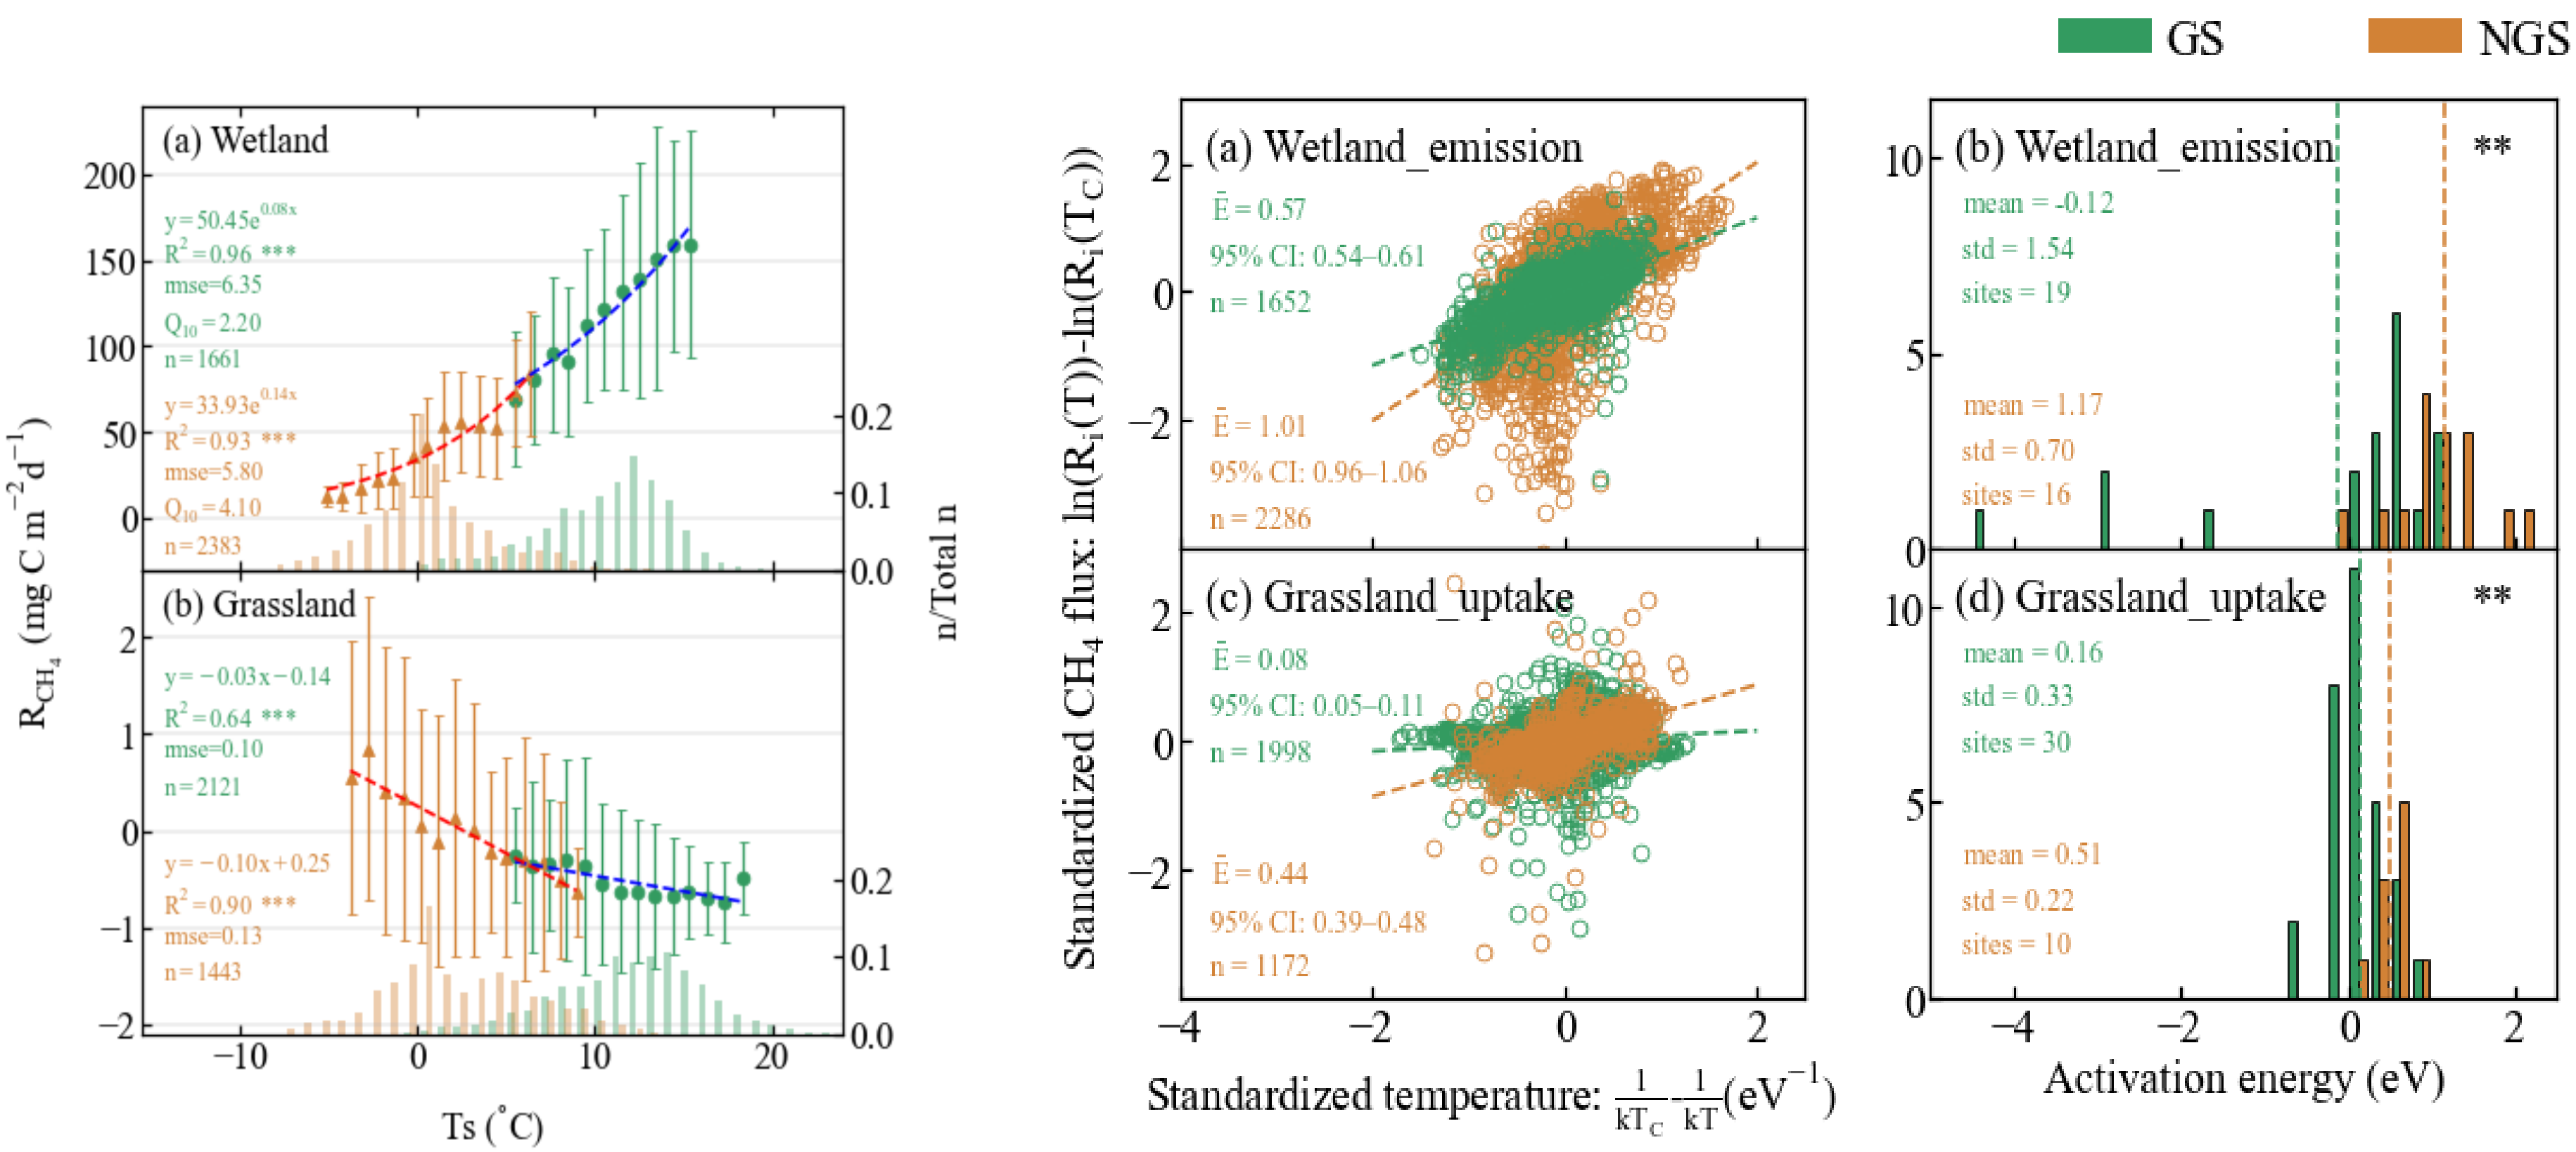 GS NGS
(a) Wetland
y=50.45e^0.08x
R² = 0.96 ***
mse=6.35
Q₁₀ = 2.20
n=1661
y=33.93e^0.14x
R² = 0.93 ***
mse=5.80
Q₁₀ = 4.10
n=2383
200
150
100
50
0
0.2
0.1
0.0
(b) Grassland
y= −0.03x−0.14
R² = 0.64 ***
mse=0.10
n=2121
y= −0.10x+0.25
R² = 0.90 ***
mse=0.13
n=1443
2
1
0
−1
−2
0.2
0.1
0.0
−10 0 10 20
Ts (°C)
R_CH₄ (mg C m⁻² d⁻¹)
n/Total n
Standardized CH₄ flux: ln(Rᵢ(T))-ln(Rᵢ(T_C))
(a) Wetland_emission
Ē = 0.57
95% CI: 0.54–0.61
n = 1652
Ē = 1.01
95% CI: 0.96–1.06
n = 2286
2
0
−2
(c) Grassland_uptake
Ē = 0.08
95% CI: 0.05–0.11
n = 1998
Ē = 0.44
95% CI: 0.39–0.48
n = 1172
2
0
−2
−4 −2 0 2
Standardized temperature: 1/kT_C - 1/kT (eV⁻¹)
(b) Wetland_emission **
mean = -0.12
std = 1.54
sites = 19
mean = 1.17
std = 0.70
sites = 16
10
5
0
(d) Grassland_uptake **
mean = 0.16
std = 0.33
sites = 30
mean = 0.51
std = 0.22
sites = 10
10
5
0
−4 −2 0 2
Activation energy (eV)